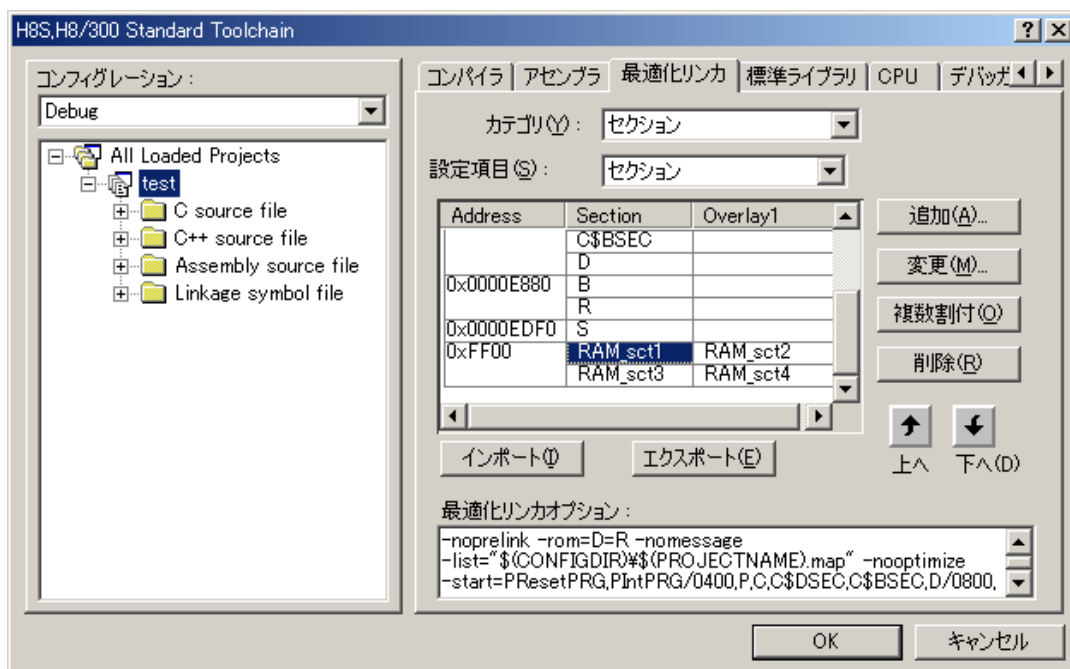 H8S,H8/300 Standard Toolchain
コンフィグレーション：
Debug
All Loaded Projects
test
C source file
C++ source file
Assembly source file
Linkage symbol file
コンパイラ アセンブラ 最適化リンカ 標準ライブラリ CPU デバッガ
カテゴリ(Y)： セクション
設定項目(S)： セクション
Address Section Overlay1
C$BSEC
D
0x0000E880 B
R
0x0000EDF0 S
0xFF00 RAM_sct1 RAM_sct2
RAM_sct3 RAM_sct4
追加(A)...
変更(M)...
複数割付(O)
削除(R)
上へ 下へ(D)
インポート(I) エクスポート(E)
最適化リンカオプション：
-noprelink -rom=D=R -nomessage
-list="$(CONFIGDIR)¥$(PROJECTNAME).map" -nooptimize
-start=PResetPRG,PIntPRG/0400,P,C,C$DSEC,C$BSEC,D/0800,
OK キャンセル